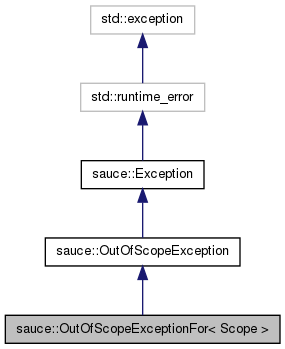 std::exception
std::runtime_error
sauce::Exception
sauce::OutOfScopeException
sauce::OutOfScopeExceptionFor< Scope >